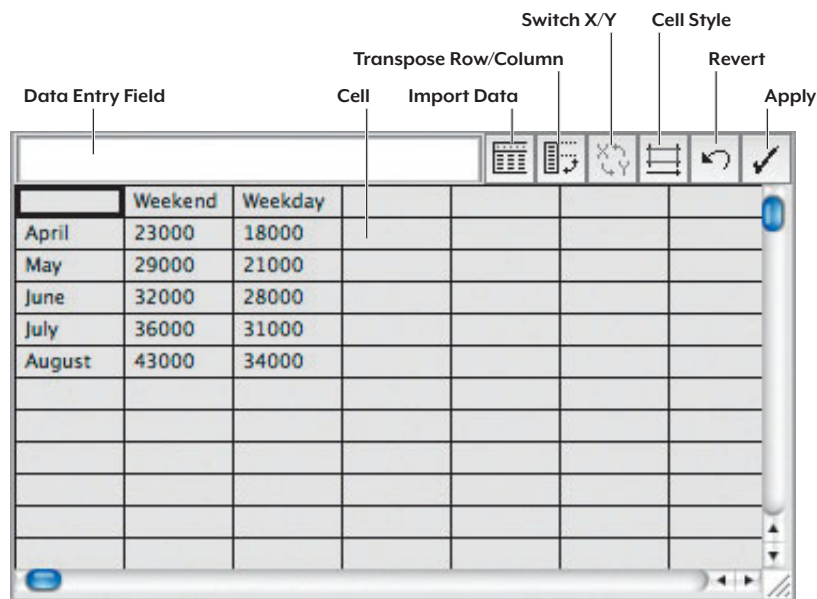 Switch X/Y Cell Style
Transpose Row/Column Revert
Data Entry Field Cell Import Data Apply
Weekend Weekday
April 23000 18000
May 29000 21000
June 32000 28000
July 36000 31000
August 43000 34000